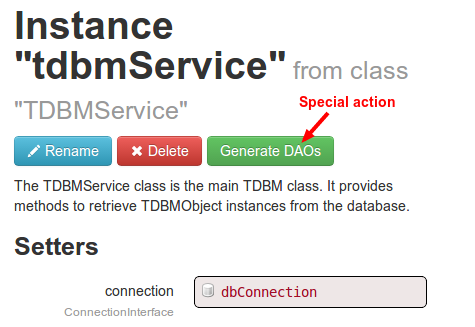 Instance
"tdbmService" from class
"TDBMService"
Special action
Rename Delete Generate DAOs
The TDBMService class is the main TDBM class. It provides
methods to retrieve TDBMObject instances from the database.
Setters
connection dbConnection
ConnectionInterface